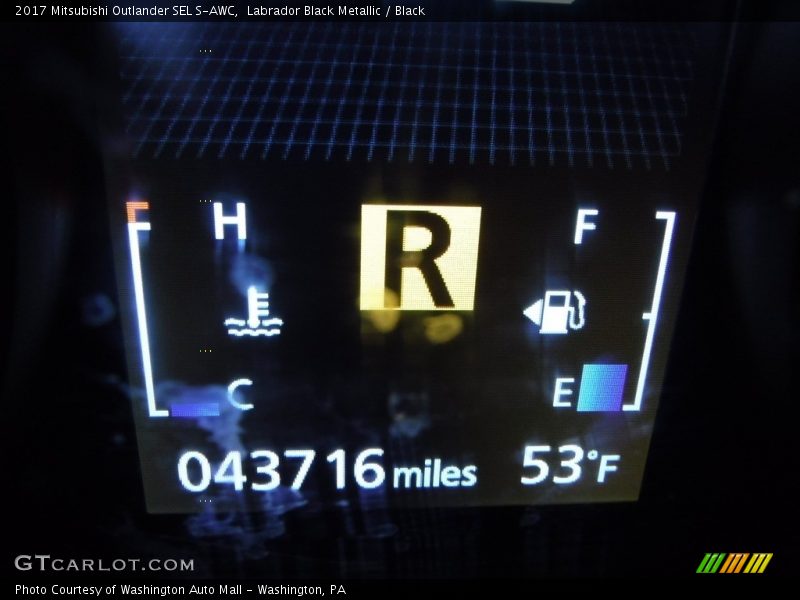 2017 Mitsubishi Outlander SEL S-AWC,  Labrador Black Metallic / Black
H R F
C E
043716 miles 53°F
GTCARLOT.COM
Photo Courtesy of Washington Auto Mall - Washington, PA